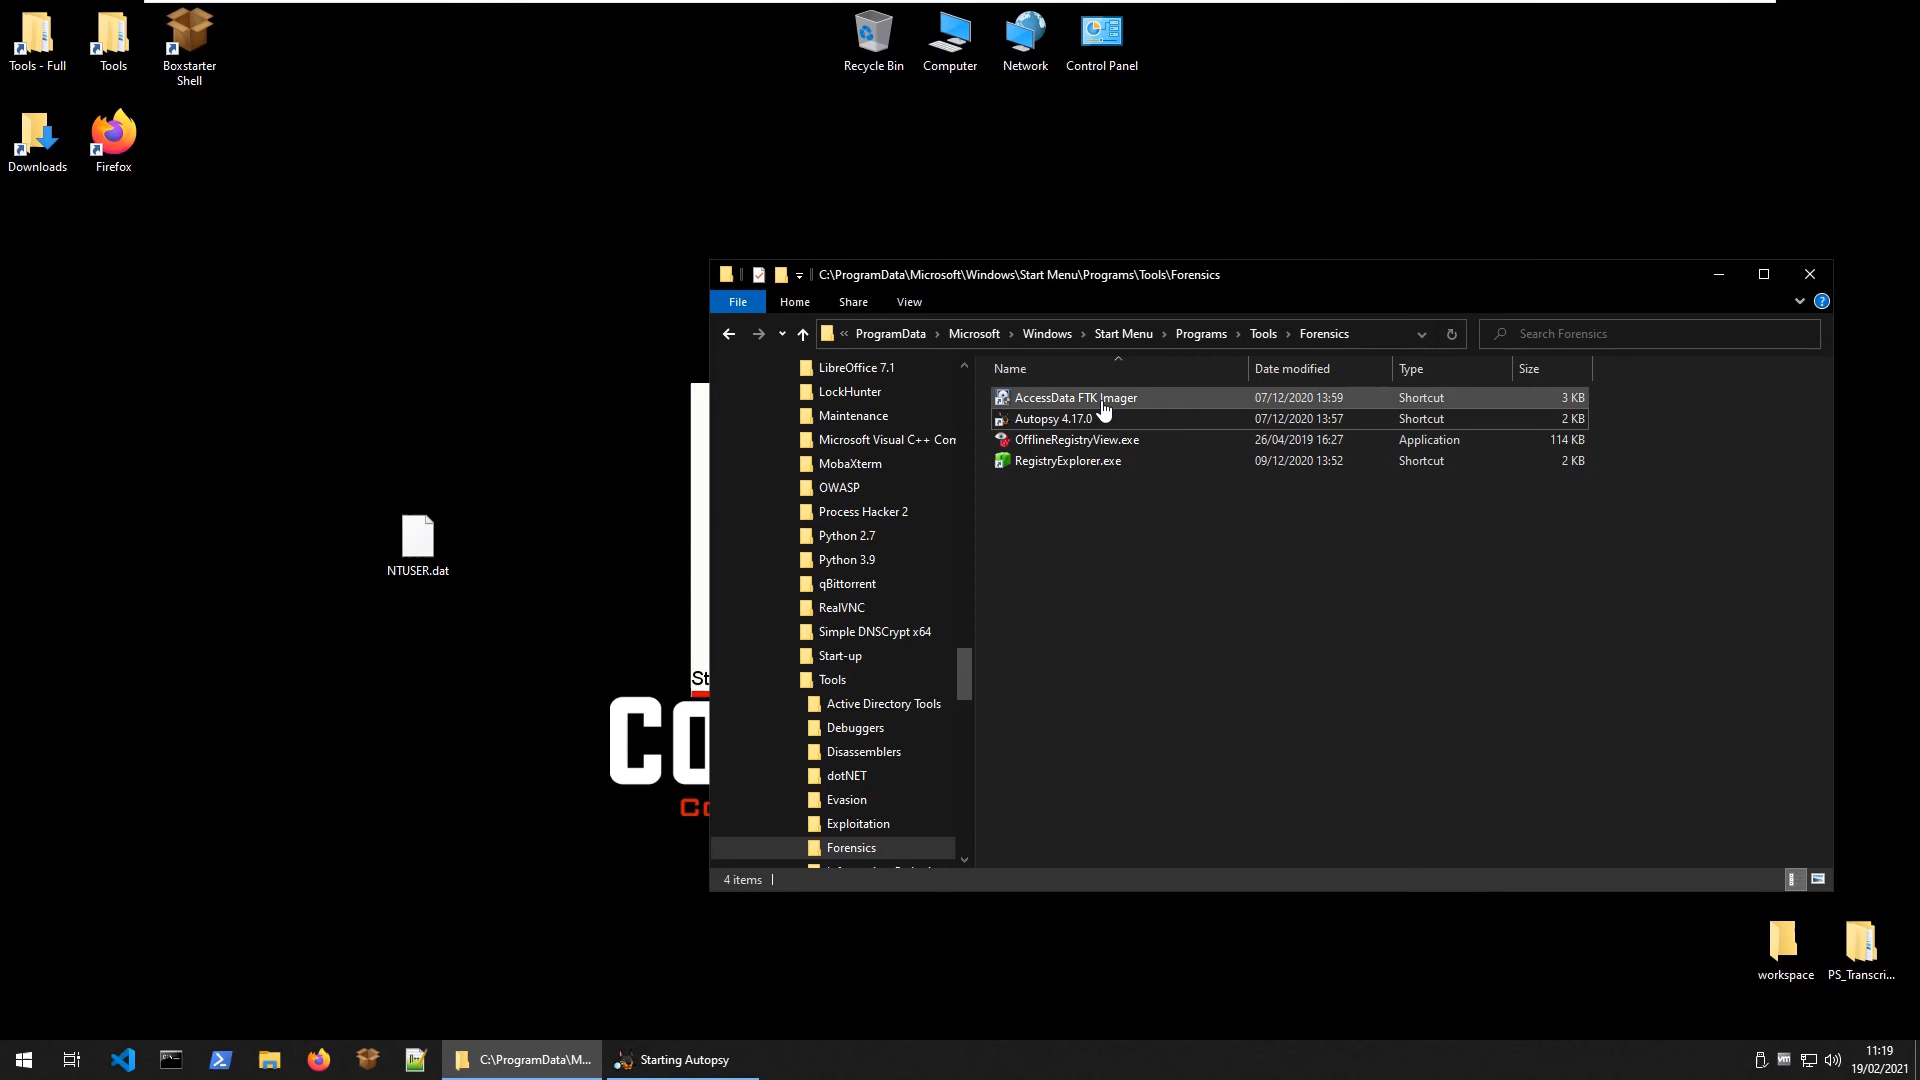 Tools - Full
Tools
Boxstarter
Shell
Recycle Bin
Computer
Network
Control Panel
Downloads
Firefox
C:\ProgramData\Microsoft\Windows\Start Menu\Programs\Tools\Forensics
File
Home
Share
View
ProgramData
Microsoft
Windows
Start Menu
Programs
Tools
Forensics
Search Forensics
LibreOffice 7.1
LockHunter
Maintenance
Microsoft Visual C++ Con
MobaXterm
OWASP
Process Hacker 2
Python 2.7
Python 3.9
qBittorrent
RealVNC
Simple DNSCrypt x64
Start-up
Tools
Active Directory Tools
Debuggers
Disassemblers
dotNET
Evasion
Exploitation
Forensics
Name Date modified Type Size
AccessData FTK Imager 07/12/2020 13:59 Shortcut 3 KB
Autopsy 4.17.0 07/12/2020 13:57 Shortcut 2 KB
OfflineRegistryView.exe 26/04/2019 16:27 Application 114 KB
RegistryExplorer.exe 09/12/2020 13:52 Shortcut 2 KB
NTUSER.dat
St
CO
Co
4 items
workspace
PS_Transcri...
C:\ProgramData\M...
Starting Autopsy
11:19
19/02/2021